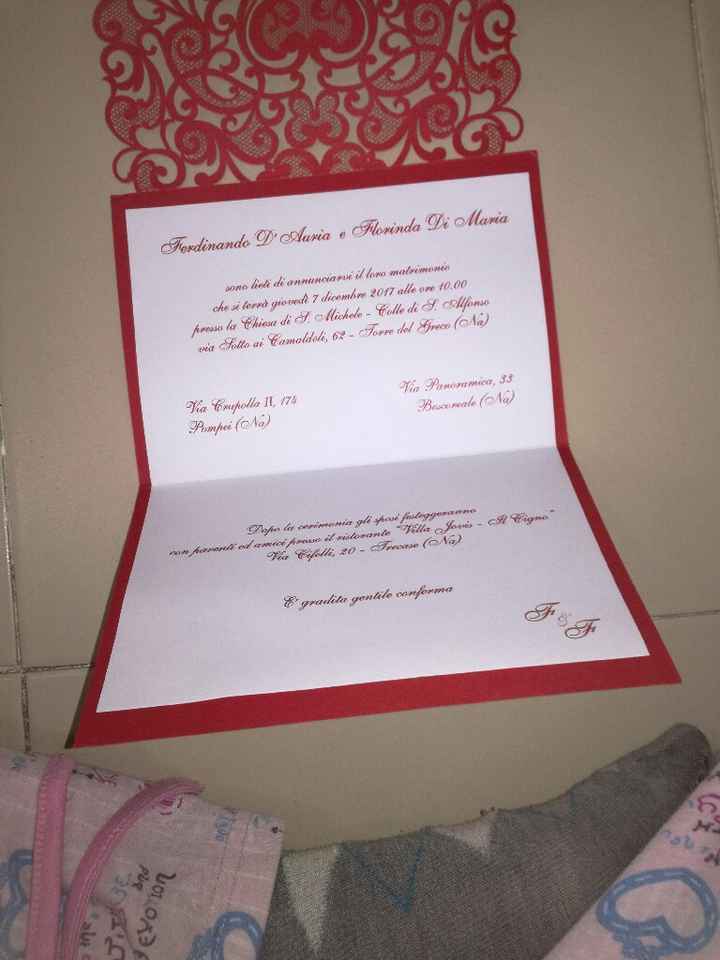 Ferdinando D'Auria e Florinda Di Maria
sono lieti di annunciarvi il loro matrimonio
che si terrà giovedì 7 dicembre 2017 alle ore 10.00
presso la Chiesa di S. Michele - Colle di S. Alfonso
via Sotto ai Camaldoli, 62 - Torre del Greco (Na)
Via Crapolla II, 174
Pompei (Na)
Via Panoramica, 33
Boscoreale (Na)
Dopo la cerimonia gli sposi festeggeranno
con parenti ed amici presso il ristorante "Villa Jovis - Il Cigno"
Via Cifelli, 20 - Trecase (Na)
E' gradita gentile conferma
F & F